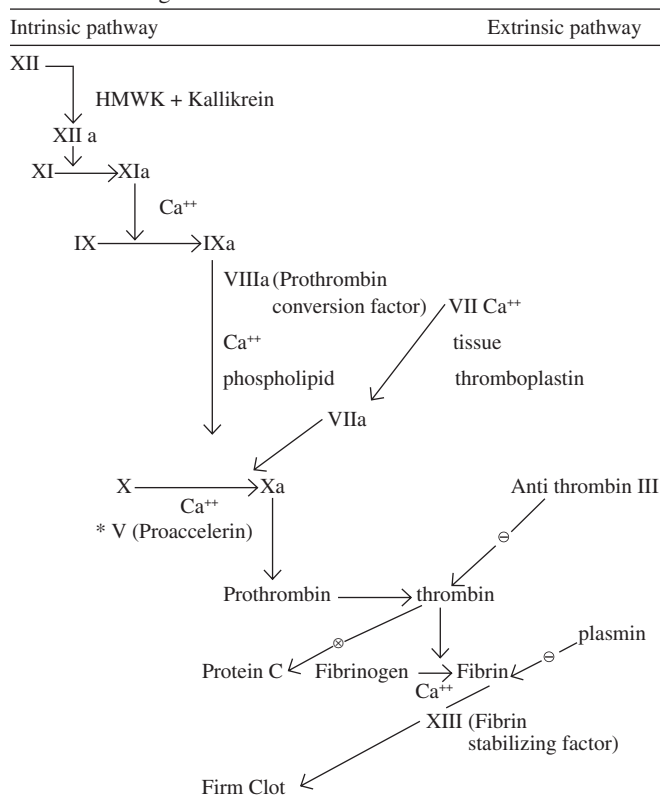 Intrinsic pathway Extrinsic pathway
XII
HMWK + Kallikrein
XII a
XI XIa
Ca++
IX IXa
VIIIa (Prothrombin
conversion factor)
VII Ca++
Ca++
tissue
phospholipid
thromboplastin
VIIa
X Xa
Ca++
Anti thrombin III
* V (Proaccelerin)
⊖
Prothrombin thrombin
⊗
plasmin
⊖
Protein C Fibrinogen Fibrin
Ca++
XIII (Fibrin
stabilizing factor)
Firm Clot